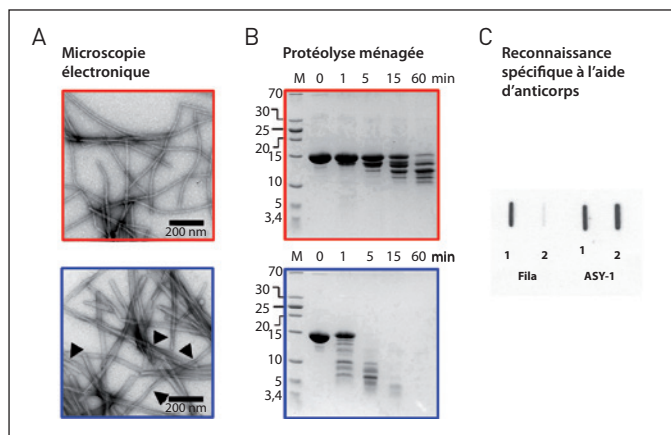 A
Microscopie
électronique
200 nm
200 nm
B
Protéolyse ménagée
M 0 1 5 15 60 min
70
30
25
20
15
10
5
3,4
M 0 1 5 15 60 min
70
30
25
20
15
10
5
3,4
C
Reconnaissance
spécifique à l'aide
d'anticorps
1 2 1 2
Fila ASY-1